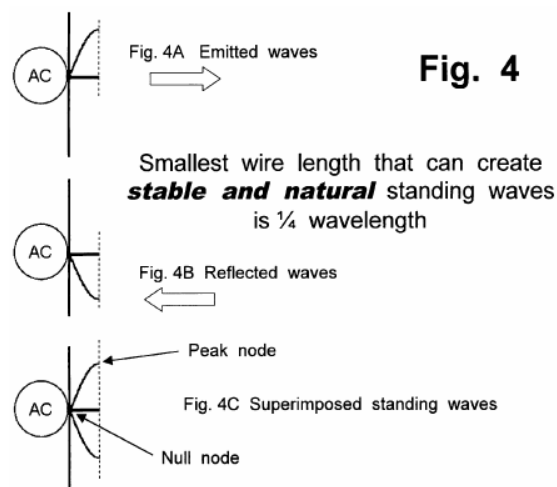 Fig. 4A Emitted waves
AC
Fig. 4
Smallest wire length that can create
stable and natural standing waves
is ¼ wavelength
AC
Fig. 4B Reflected waves
Peak node
AC
Fig. 4C Superimposed standing waves
Null node